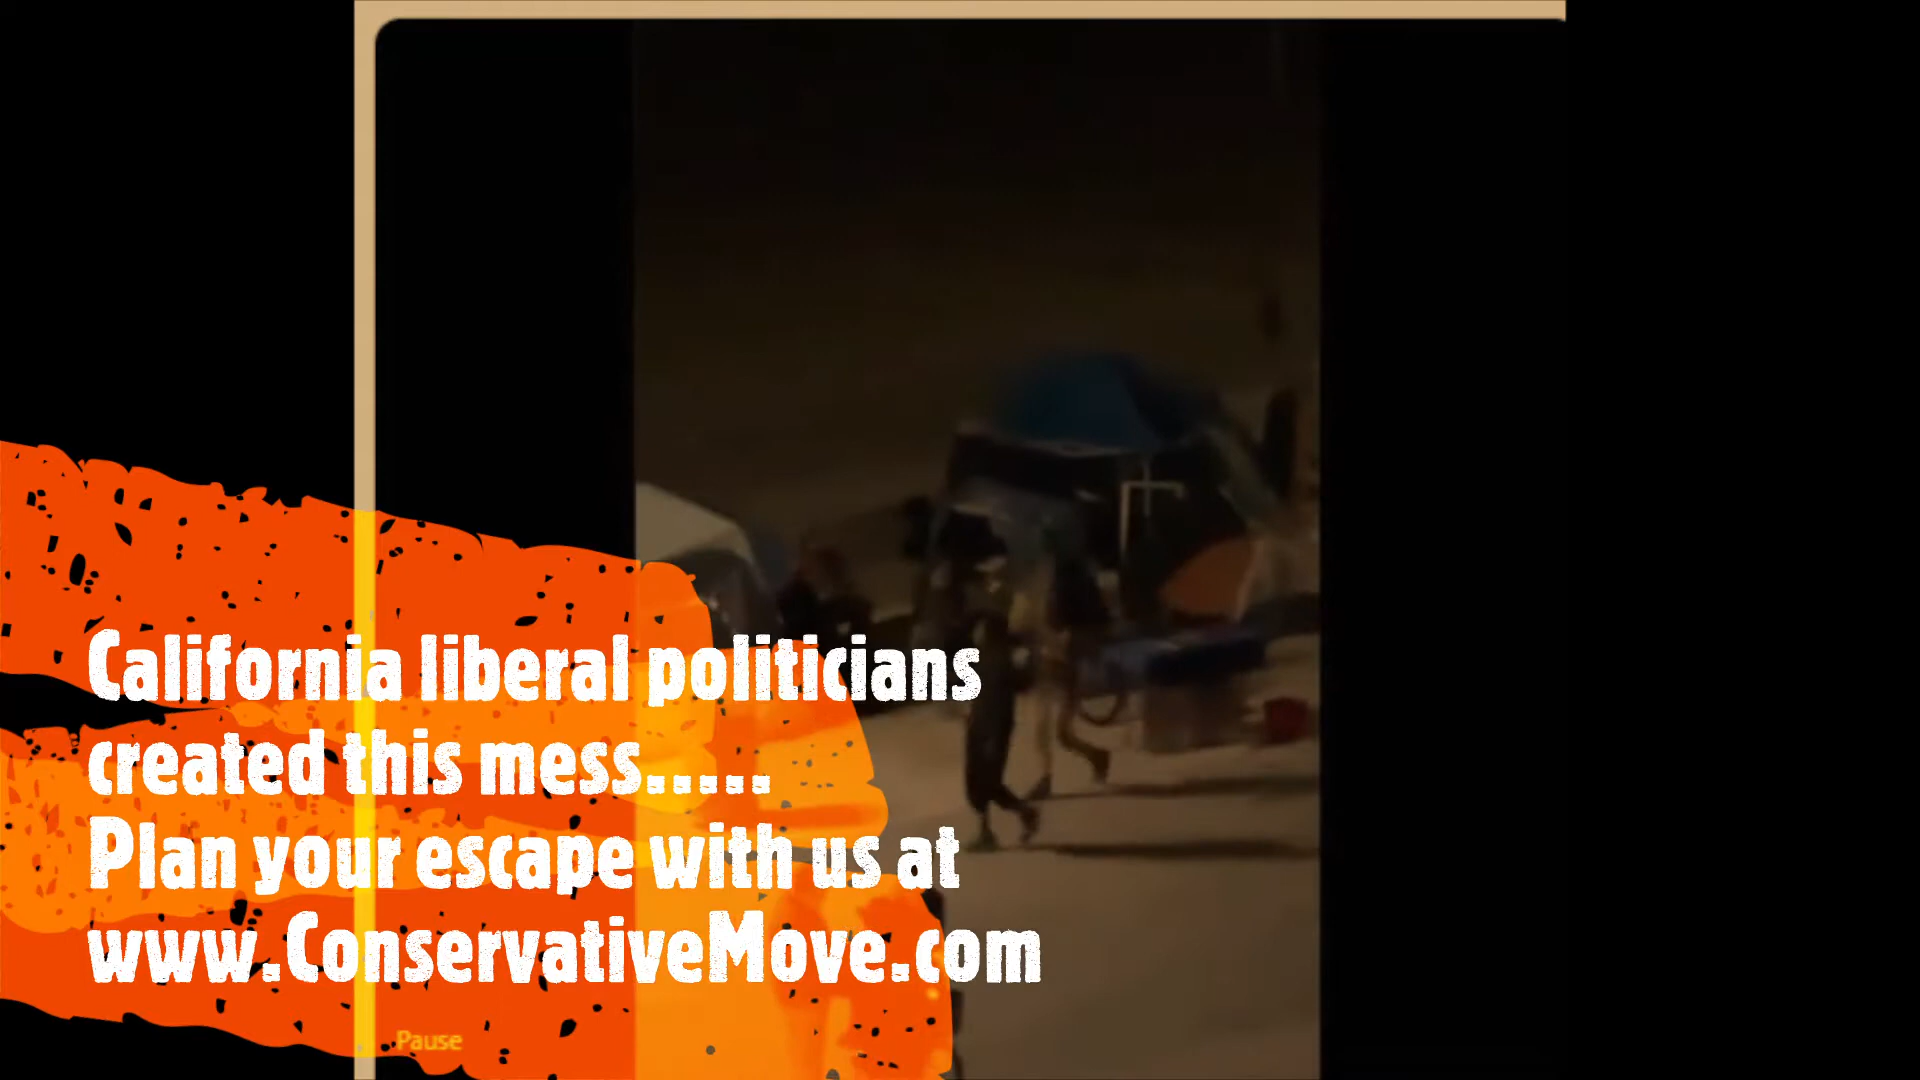 California liberal politicians
created this mess.....
Plan your escape with us at
www.ConservativeMove.com
Pause